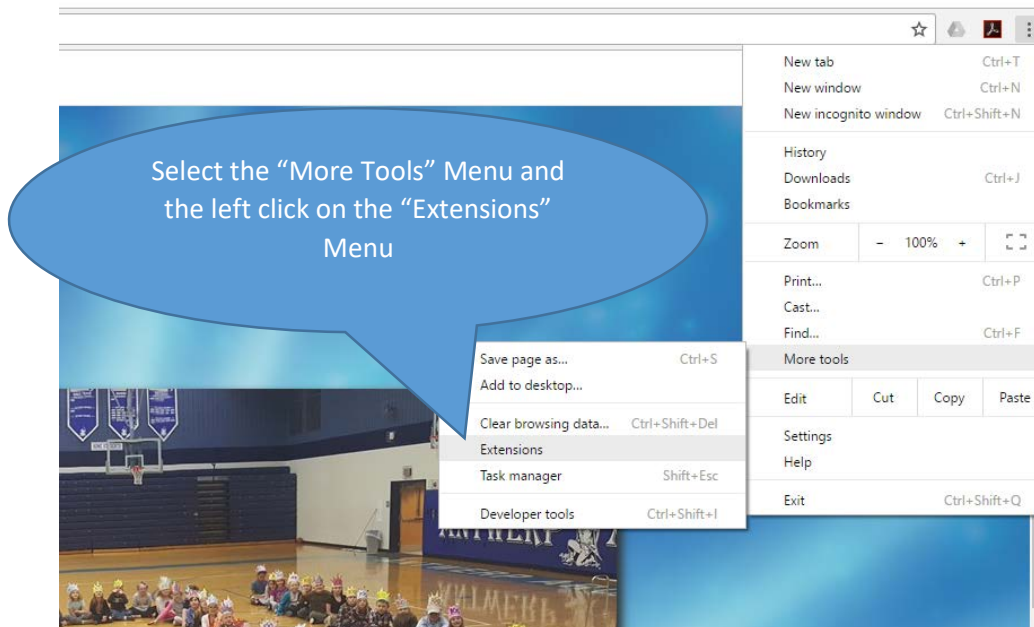 New tab Ctrl+T
New window Ctrl+N
New incognito window Ctrl+Shift+N
History
Downloads Ctrl+J
Bookmarks
Zoom - 100% +
Print... Ctrl+P
Cast...
Find... Ctrl+F
More tools
Edit Cut Copy Paste
Settings
Help
Exit Ctrl+Shift+Q
Select the “More Tools” Menu and
the left click on the “Extensions”
Menu
Save page as... Ctrl+S
Add to desktop...
Clear browsing data... Ctrl+Shift+Del
Extensions
Task manager Shift+Esc
Developer tools Ctrl+Shift+I
ANTWERP